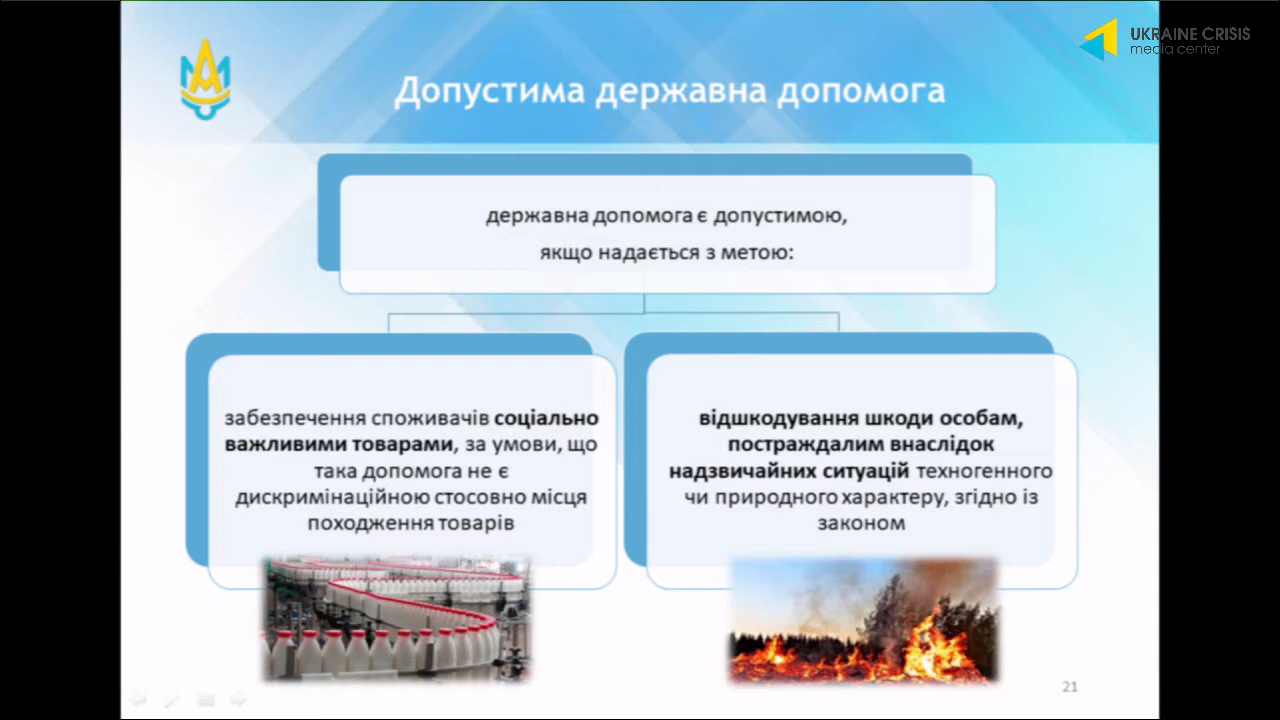 UKRAINE CRISIS
media center
Допустима державна допомога
державна допомога є допустимою,
якщо надається з метою:
забезпечення споживачів соціально
важливими товарами, за умови, що
така допомога не є
дискримінаційною стосовно місця
походження товарів
відшкодування шкоди особам,
постраждалим внаслідок
надзвичайних ситуацій техногенного
чи природного характеру, згідно із
законом
21